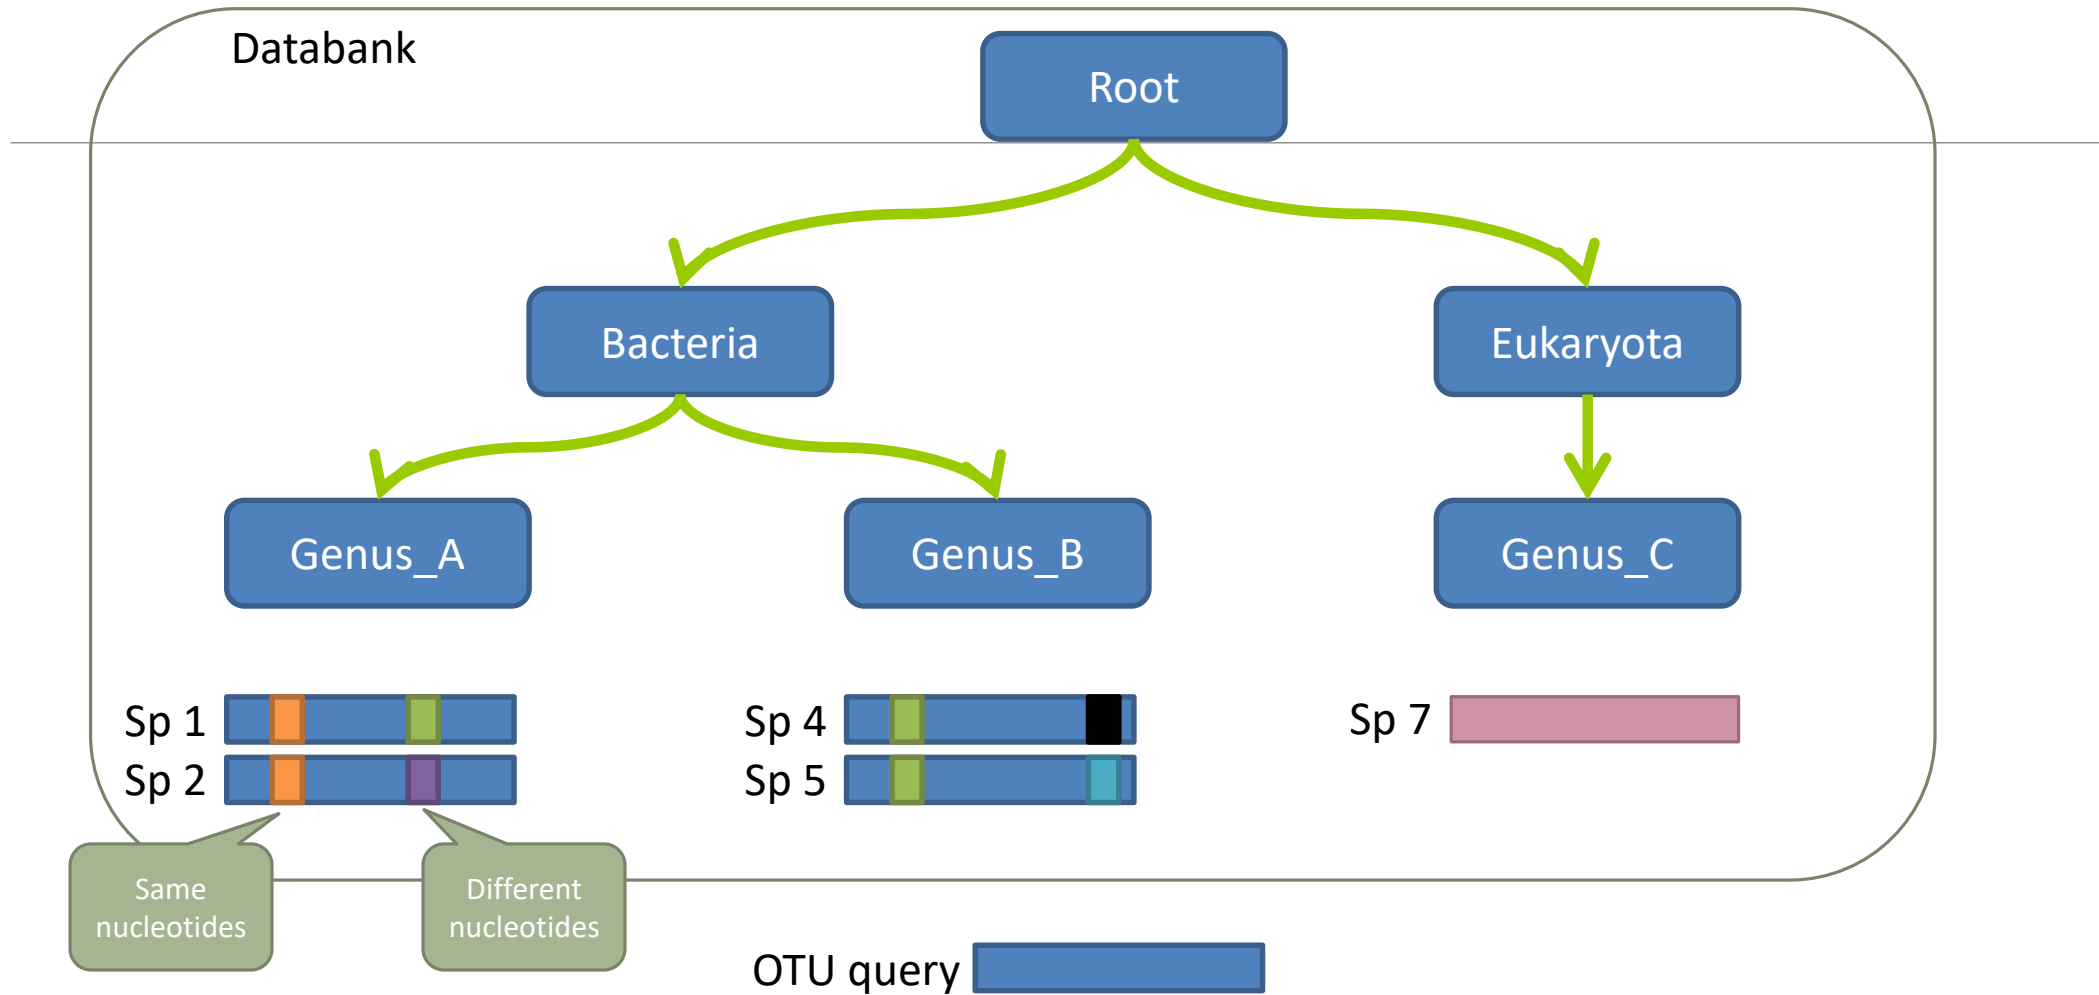 Databank
Root
Bacteria
Eukaryota
Genus_A
Genus_B
Genus_C
Sp 1
Sp 4
Sp 7
Sp 2
Sp 5
Same
nucleotides
Different
nucleotides
OTU query